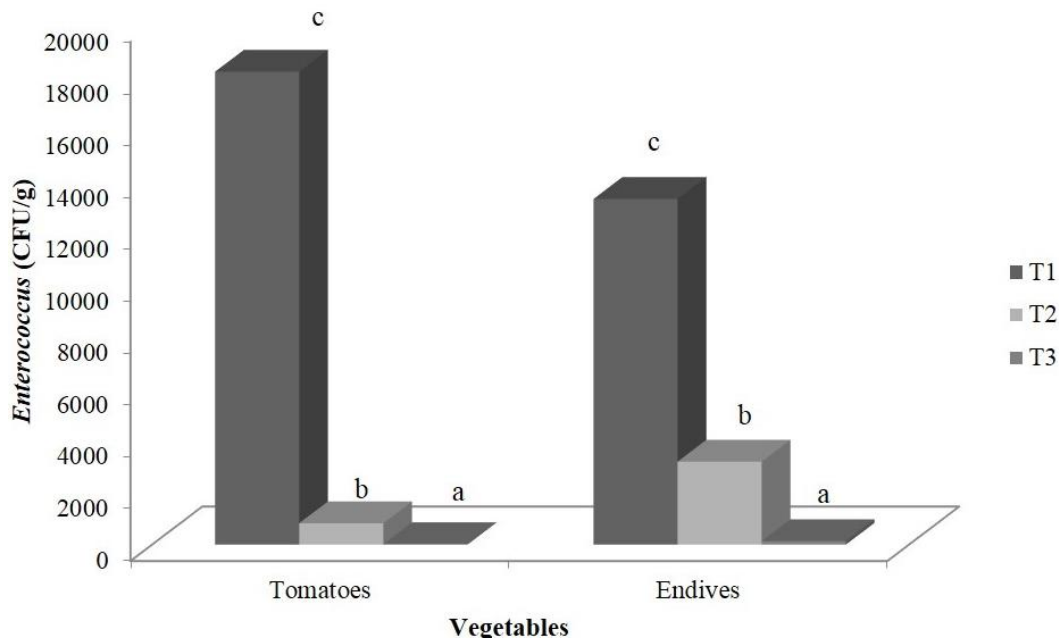 c
20000
18000
16000
c
14000
12000
10000
8000
6000
b
4000
b
a
a
2000
0
Enterococcus (CFU/g)
Tomatoes
Endives
Vegetables
T1
T2
T3